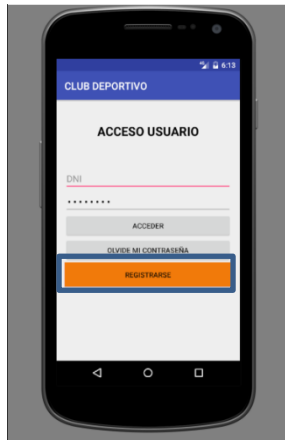 6:13
CLUB DEPORTIVO
ACCESO USUARIO
DNI
••••••••
ACCEDER
OLVIDE MI CONTRASEÑA
REGISTRARSE